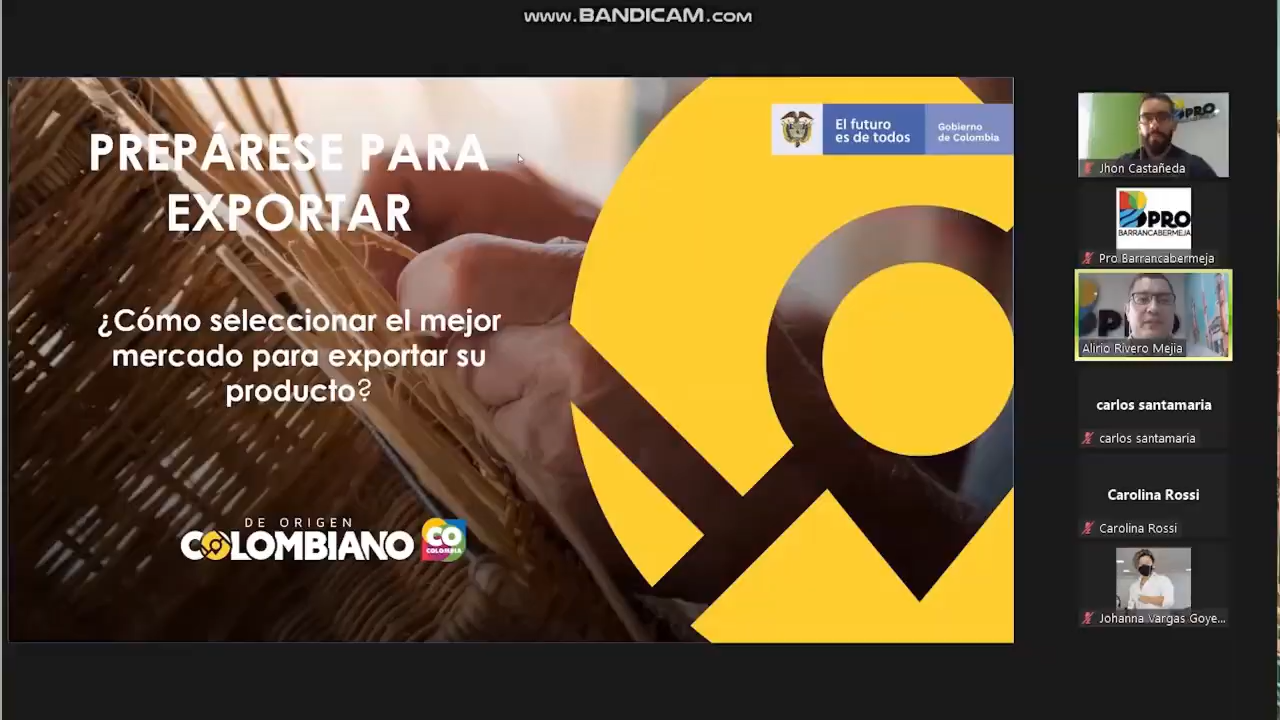 www.BANDICAM.com
PREPÁRESE PARA
EXPORTAR
¿Cómo seleccionar el mejor
mercado para exportar su
producto?
DE ORIGEN
COLOMBIANO
CO
COLOMBIA
El futuro
es de todos
Gobierno
de Colombia
PRO
Jhon Castañeda
PRO
BARRANCABERMEJA
Pro Barrancabermeja
Alirio Rivero Mejia
carlos santamaria
carlos santamaria
Carolina Rossi
Carolina Rossi
Johanna Vargas Goye...